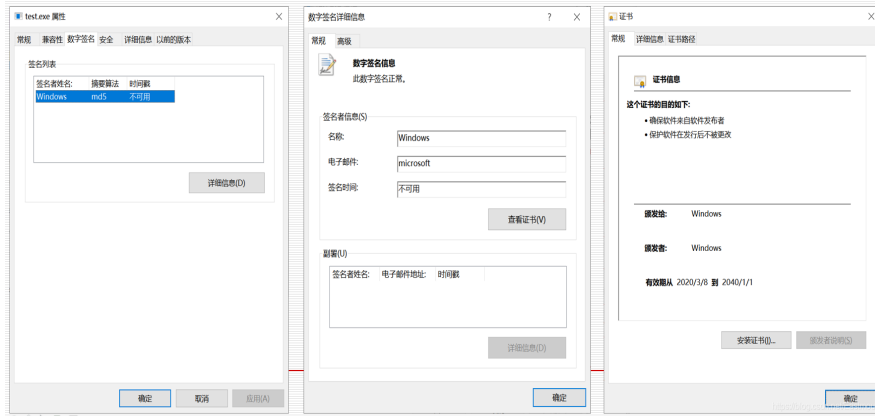 test.exe 属性
常规 兼容性 数字签名 安全 详细信息 以前的版本
签名列表
签名者姓名: 摘要算法 时间戳
Windows md5 不可用
详细信息(D)
确定 取消 应用(A)
数字签名详细信息
常规 高级
数字签名信息
此数字签名正常。
签名者信息(S)
名称: Windows
电子邮件: microsoft
签名时间: 不可用
查看证书(V)
副署(U)
签名者姓名: 电子邮件地址: 时间戳
详细信息(D)
确定
证书
常规 详细信息 证书路径
证书信息
这个证书的目的如下:
• 确保软件来自软件发布者
• 保护软件在发行后不被更改
颁发给: Windows
颁发者: Windows
有效期从 2020/3/8 到 2040/1/1
安装证书(I)... 颁发者说明(S)
确定